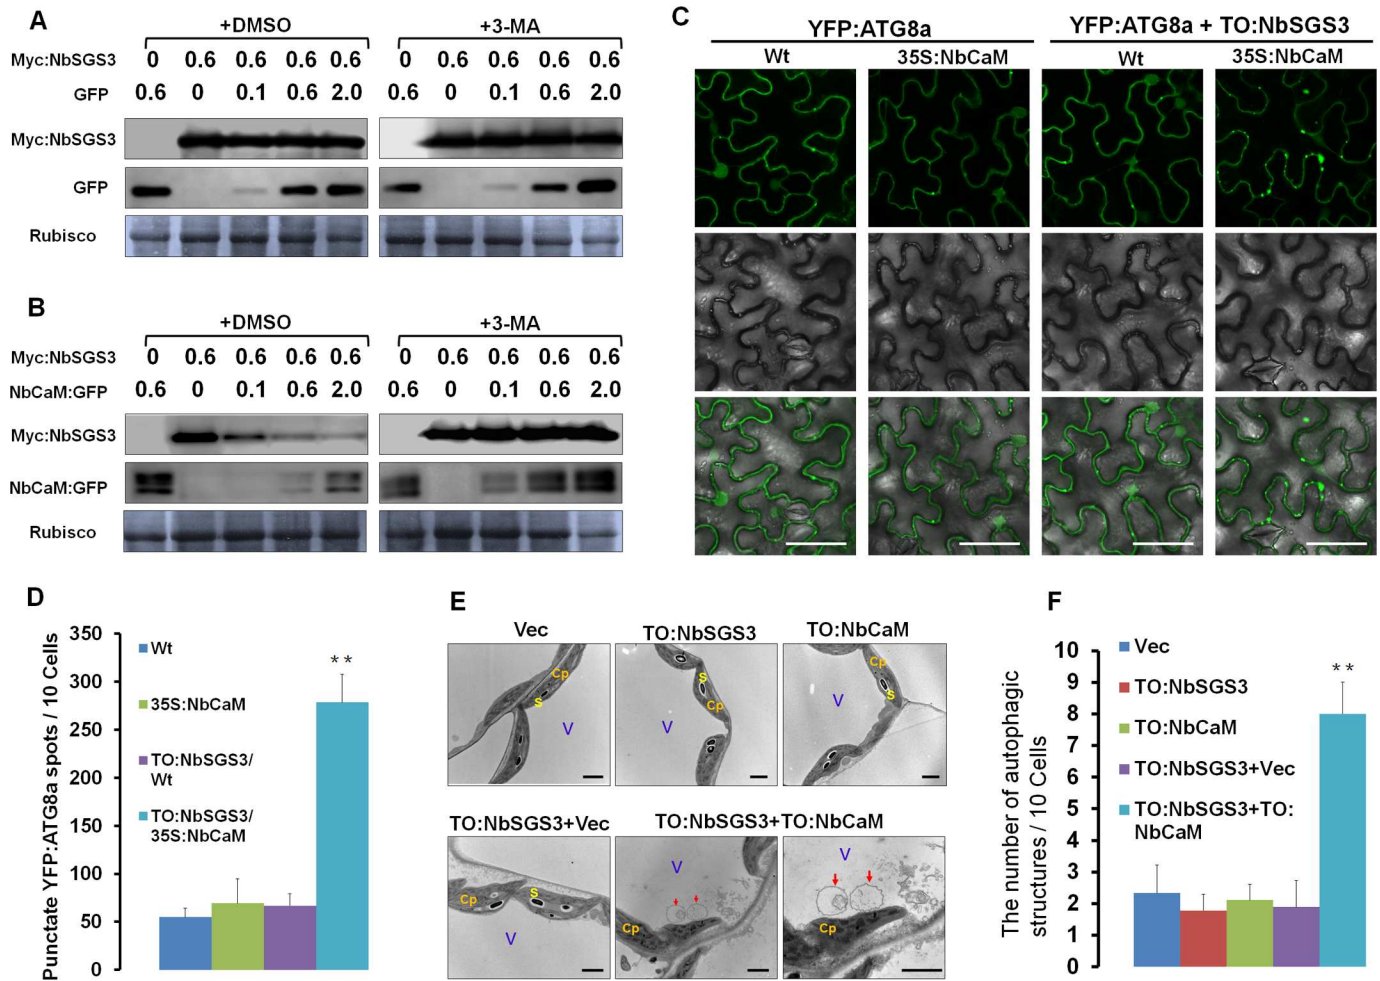 A
+DMSO
+3-MA
Myc:NbSGS3
0 0.6 0.6 0.6 0.6
0 0.6 0.6 0.6 0.6
GFP
0.6 0 0.1 0.6 2.0
0.6 0 0.1 0.6 2.0
Myc:NbSGS3
GFP
Rubisco
B
+DMSO
+3-MA
Myc:NbSGS3
0 0.6 0.6 0.6 0.6
0 0.6 0.6 0.6 0.6
NbCaM:GFP
0.6 0 0.1 0.6 2.0
0.6 0 0.1 0.6 2.0
Myc:NbSGS3
NbCaM:GFP
Rubisco
C
YFP:ATG8a
YFP:ATG8a + TO:NbSGS3
Wt
35S:NbCaM
Wt
35S:NbCaM
D
Punctate YFP:ATG8a spots / 10 Cells
350
300
250
200
150
100
50
0
Wt
35S:NbCaM
TO:NbSGS3/
Wt
TO:NbSGS3/
35S:NbCaM
**
E
Vec
TO:NbSGS3
TO:NbCaM
Cp
S
V
S
Cp
V
Cp
S
V
TO:NbSGS3+Vec
TO:NbSGS3+TO:NbCaM
S
Cp
V
V
Cp
V
Cp
F
The number of autophagic
structures / 10 Cells
10
9
8
7
6
5
4
3
2
1
0
Vec
TO:NbSGS3
TO:NbCaM
TO:NbSGS3+Vec
TO:NbSGS3+TO:
NbCaM
**